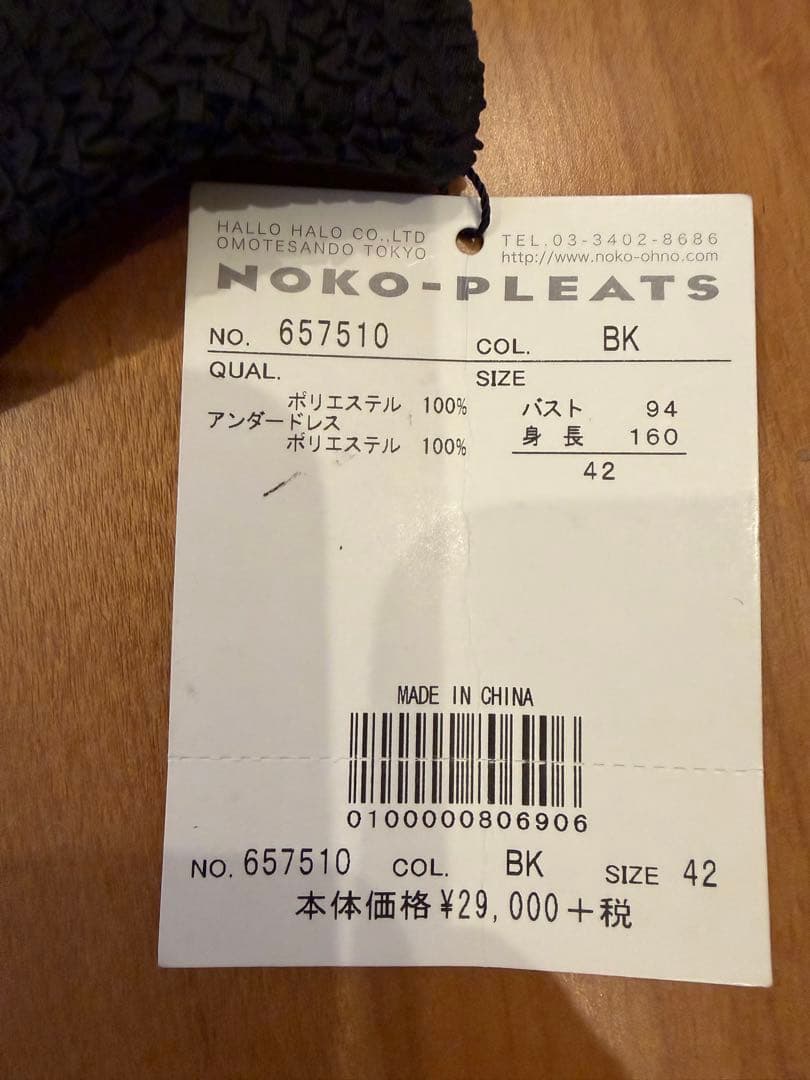 HALLO HALO CO.,LTD
OMOTESANDO TOKYO
TEL.03-3402-8686
http://www.noko-ohno.com
NOKO-PLEATS
NO. 657510 COL. BK
QUAL.
ポリエステル 100%
アンダードレス
ポリエステル 100%
SIZE
バスト 94
身長 160
42
MADE IN CHINA
0100000806906
NO. 657510 COL. BK SIZE 42
本体価格¥29,000+税